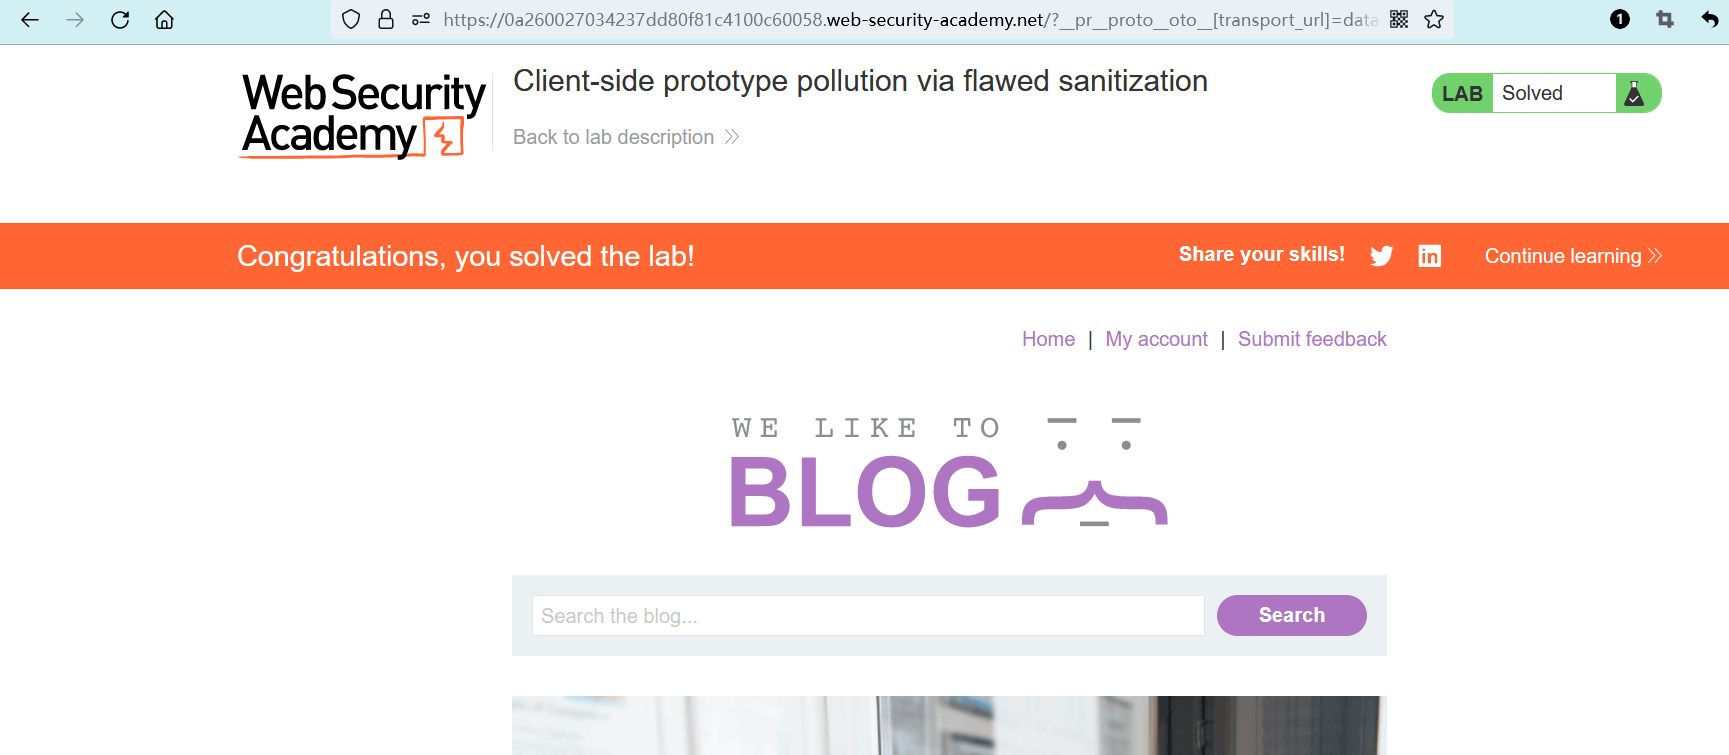 https://0a260027034237dd80f81c4100c60058.web-security-academy.net/?__pr__proto__oto__[transport_url]=data
1
Web Security
Academy
Client-side prototype pollution via flawed sanitization
Back to lab description
LAB Solved
Congratulations, you solved the lab!
Share your skills!
Continue learning
Home | My account | Submit feedback
WE LIKE TO
BLOG
Search the blog...
Search